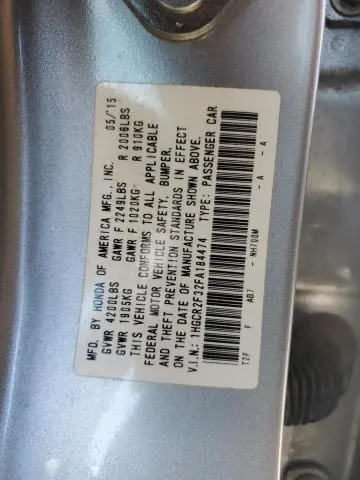 MFD. BY HONDA OF AMERICA MFG., INC. 05/15
GVWR 4200LBS GAWR F 2249LBS R 2006LBS
GVWR 1905KG GAWR F 1020KG R 910KG
THIS VEHICLE CONFORMS TO ALL APPLICABLE
FEDERAL MOTOR VEHICLE SAFETY, BUMPER,
AND THEFT PREVENTION STANDARDS IN EFFECT
ON THE DATE OF MANUFACTURE SHOWN ABOVE.
V.I.N.: 1HGCR2F32FA184474 TYPE: PASSENGER CAR
T2F F AB7 - NH700M - A - A